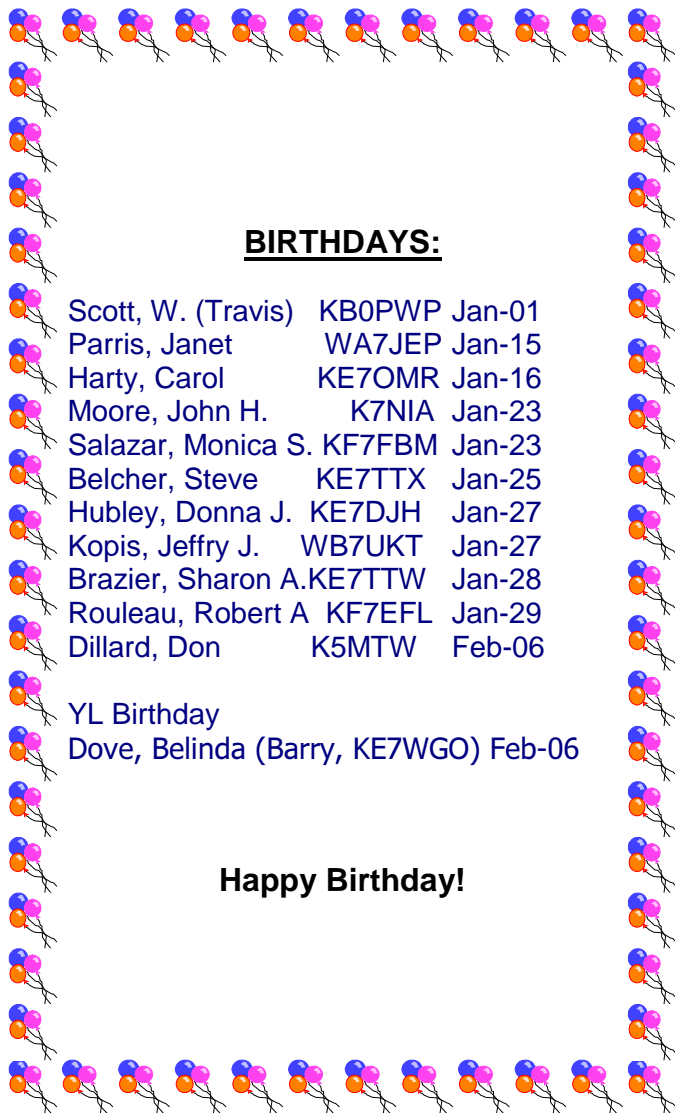 BIRTHDAYS:
Scott, W. (Travis) KB0PWP Jan-01
Parris, Janet WA7JEP Jan-15
Harty, Carol KE7OMR Jan-16
Moore, John H. K7NIA Jan-23
Salazar, Monica S. KF7FBM Jan-23
Belcher, Steve KE7TTX Jan-25
Hubley, Donna J. KE7DJH Jan-27
Kopis, Jeffry J. WB7UKT Jan-27
Brazier, Sharon A.KE7TTW Jan-28
Rouleau, Robert A KF7EFL Jan-29
Dillard, Don K5MTW Feb-06
YL Birthday
Dove, Belinda (Barry, KE7WGO) Feb-06
Happy Birthday!